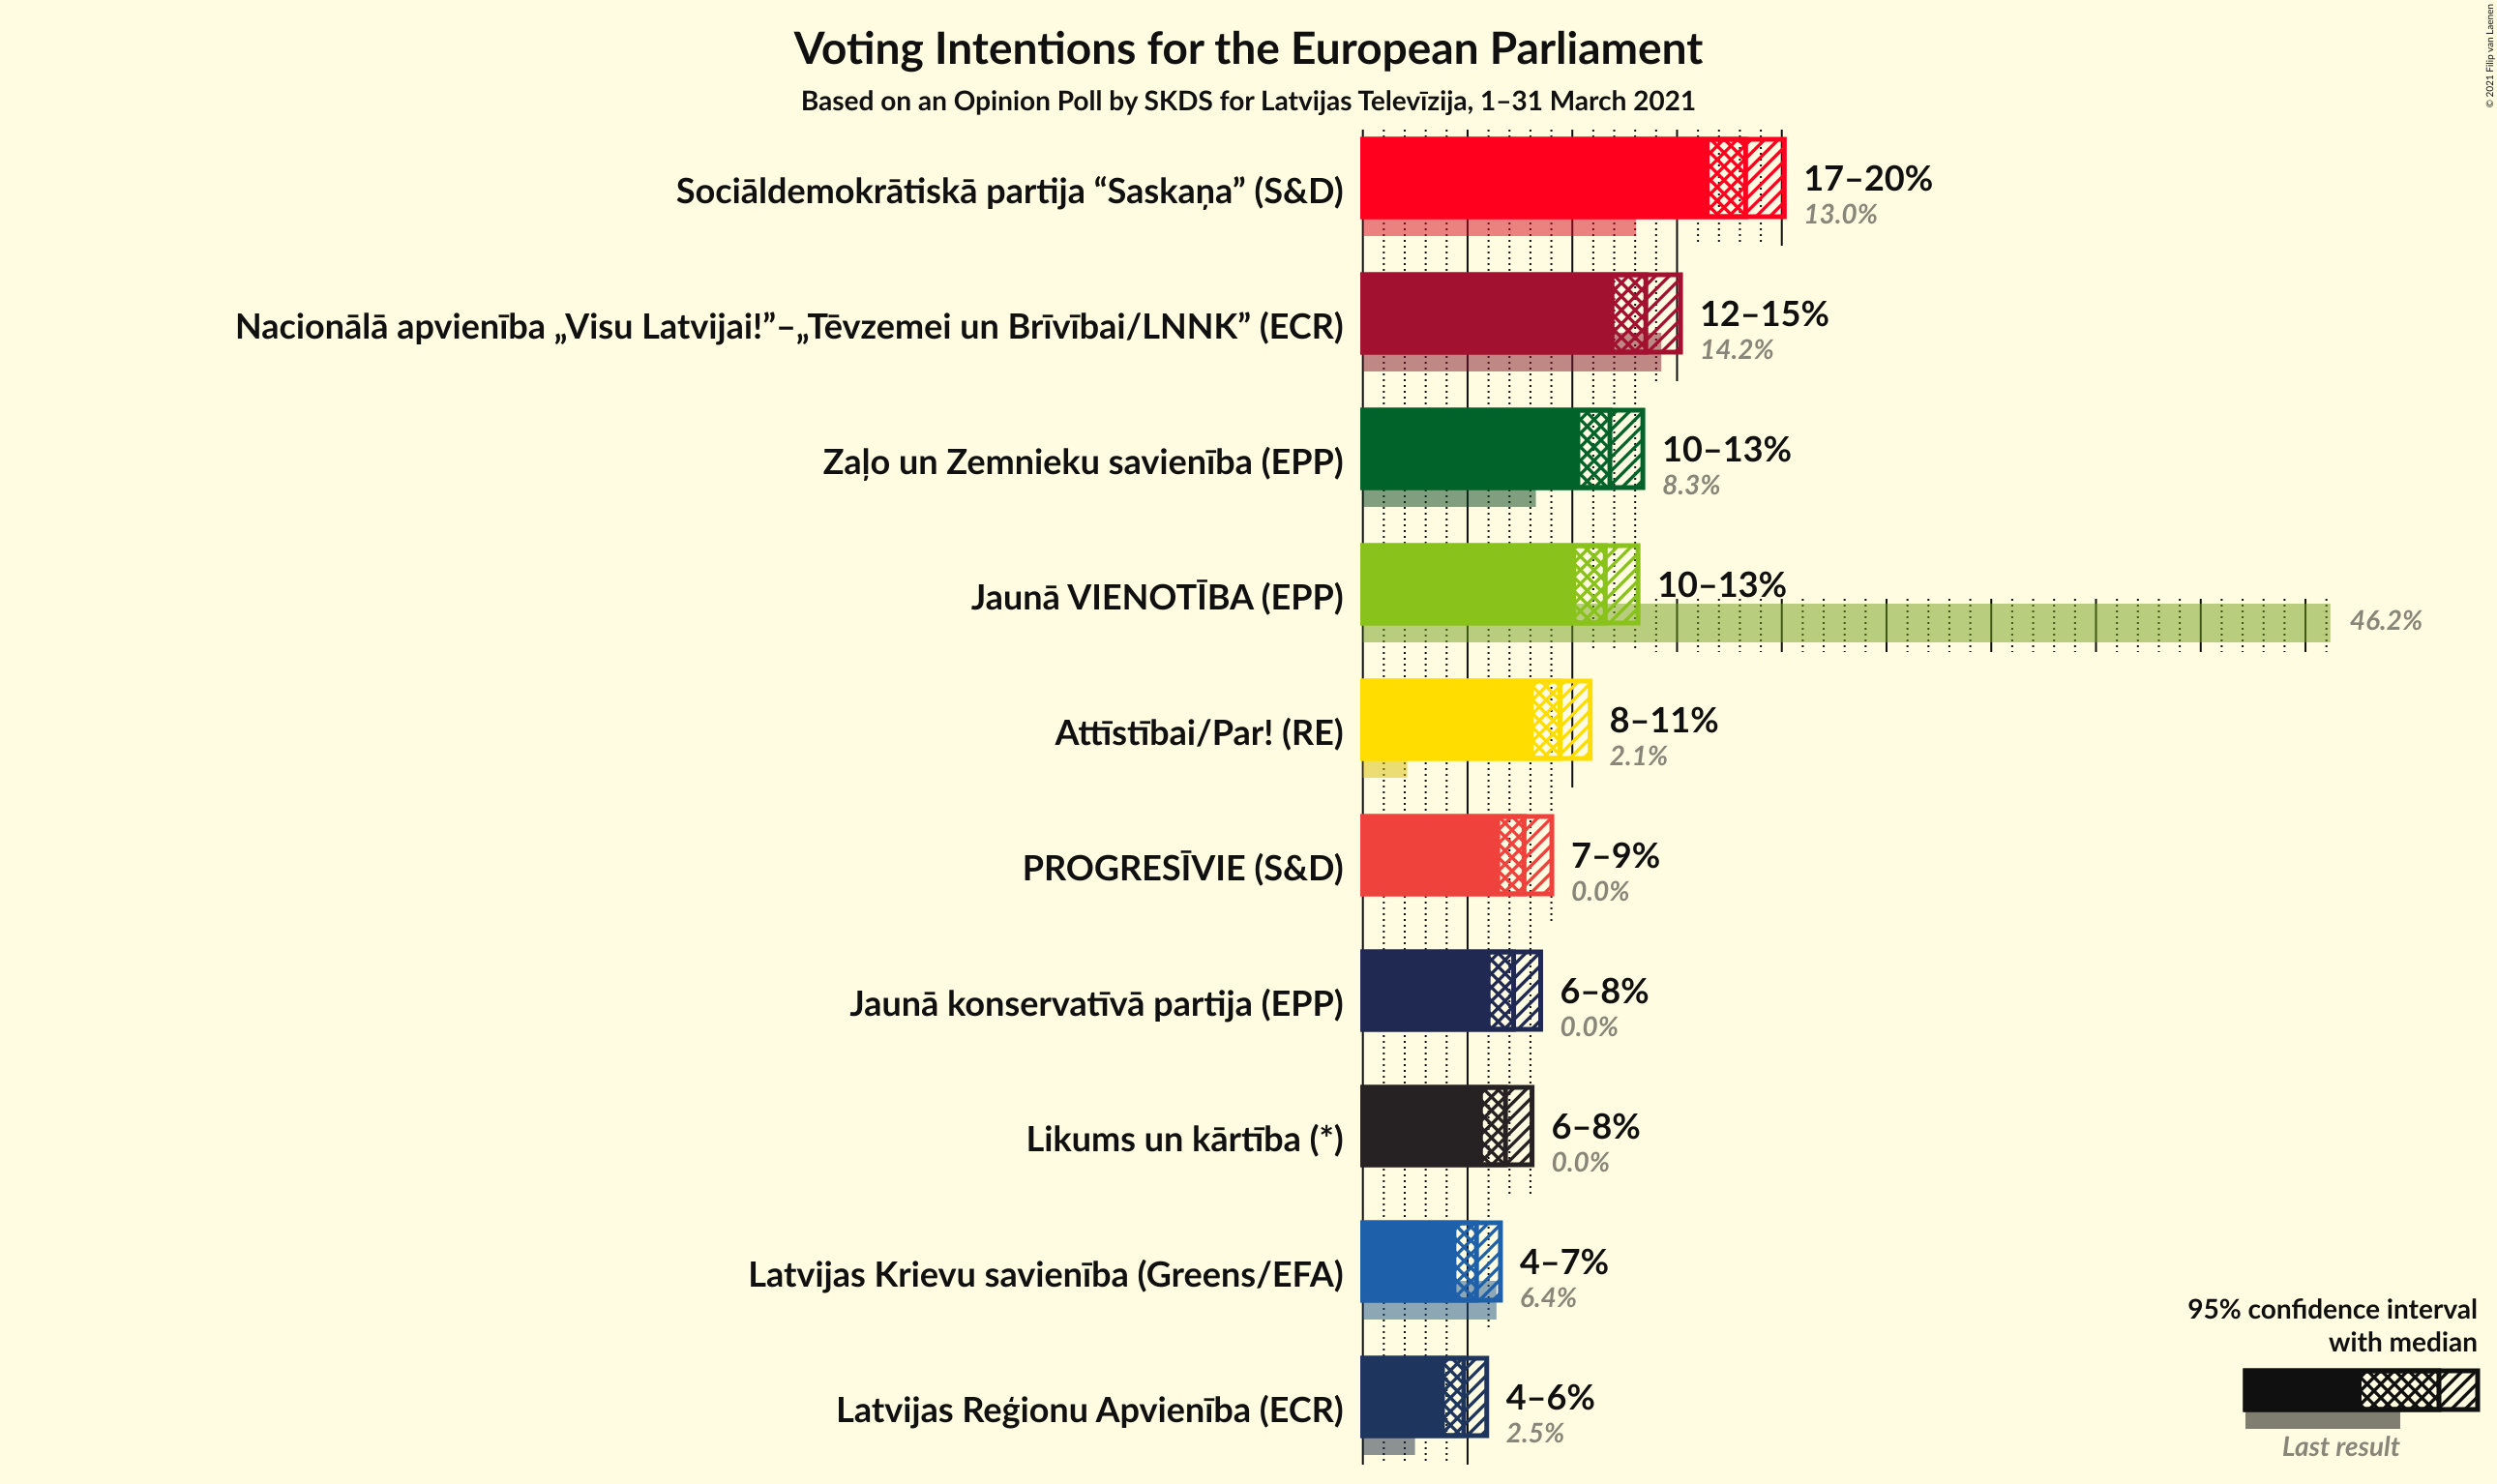 Voting Intentions for the European Parliament
Based on an Opinion Poll by SKDS for Latvijas Televīzija, 1–31 March 2021
© 2021 Filip van Laenen
Sociāldemokrātiskā partija “Saskaņa” (S&D)
17–20%
13.0%
Nacionālā apvienība „Visu Latvijai!”–„Tēvzemei un Brīvībai/LNNK” (ECR)
12–15%
14.2%
Zaļo un Zemnieku savienība (EPP)
10–13%
8.3%
Jaunā VIENOTĪBA (EPP)
10–13%
46.2%
Attīstībai/Par! (RE)
8–11%
2.1%
PROGRESĪVIE (S&D)
7–9%
0.0%
Jaunā konservatīvā partija (EPP)
6–8%
0.0%
Likums un kārtība (*)
6–8%
0.0%
Latvijas Krievu savienība (Greens/EFA)
4–7%
6.4%
Latvijas Reģionu Apvienība (ECR)
4–6%
2.5%
95% confidence interval
with median
Last result